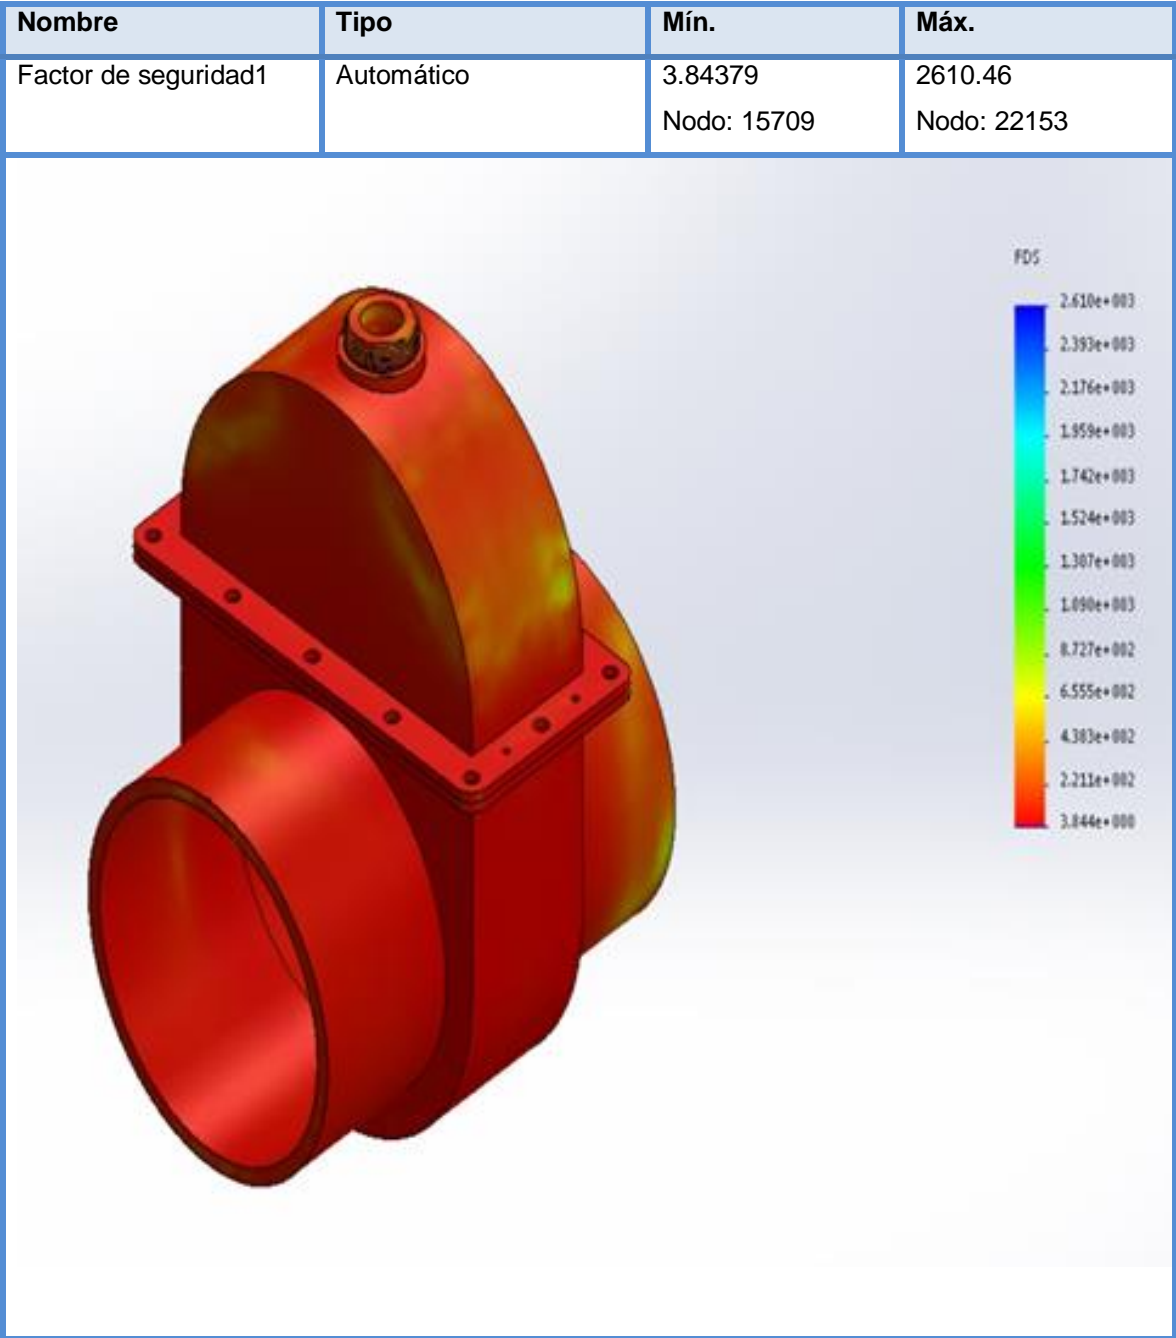 Nombre Tipo Mín. Máx.
Factor de seguridad1 Automático 3.84379 2610.46
Nodo: 15709 Nodo: 22153
FDS
2.610e+003
2.393e+003
2.176e+003
1.959e+003
1.742e+003
1.524e+003
1.307e+003
1.090e+003
8.727e+002
6.555e+002
4.383e+002
2.211e+002
3.844e+000